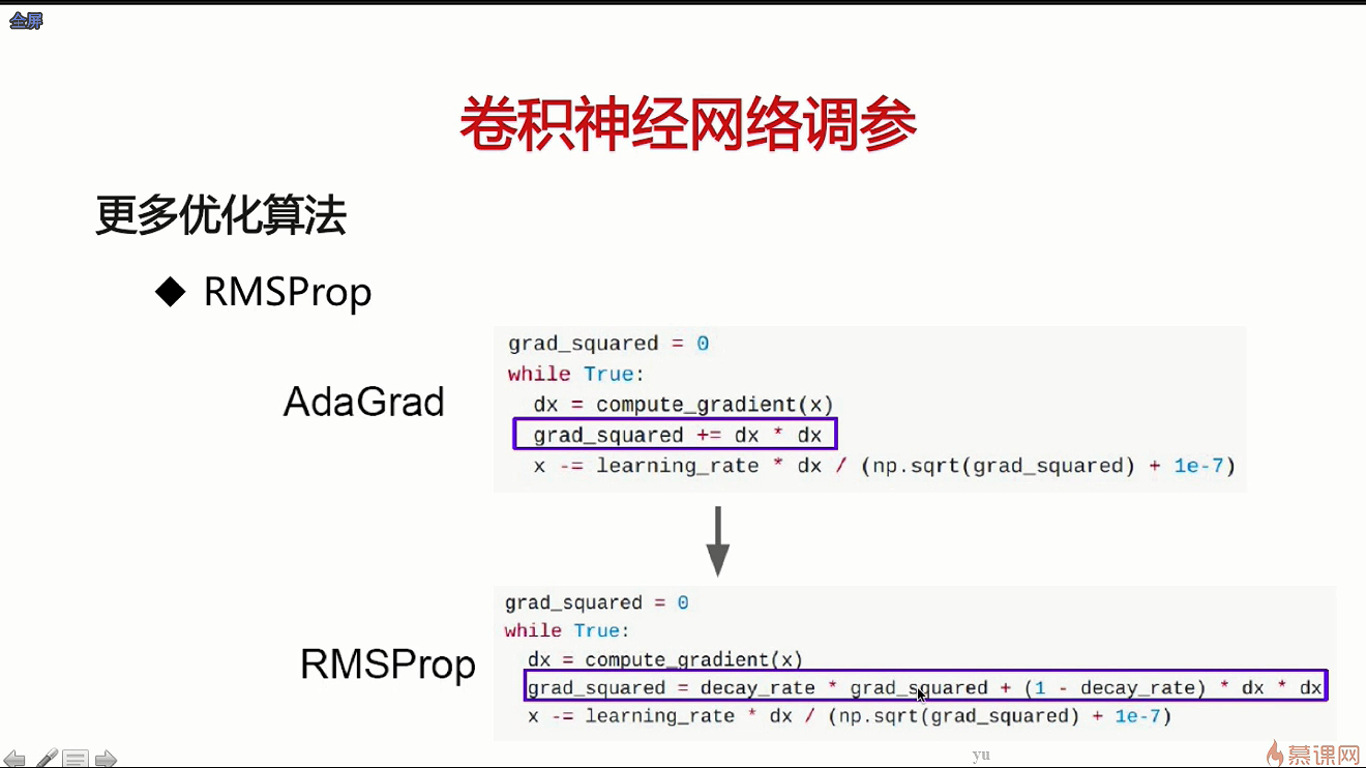 全屏
卷积神经网络调参
更多优化算法
◆ RMSProp
AdaGrad
grad_squared = 0
while True:
dx = compute_gradient(x)
grad_squared += dx * dx
x -= learning_rate * dx / (np.sqrt(grad_squared) + 1e-7)
RMSProp
grad_squared = 0
while True:
dx = compute_gradient(x)
grad_squared = decay_rate * grad_squared + (1 - decay_rate) * dx * dx
x -= learning_rate * dx / (np.sqrt(grad_squared) + 1e-7)
yu
慕课网